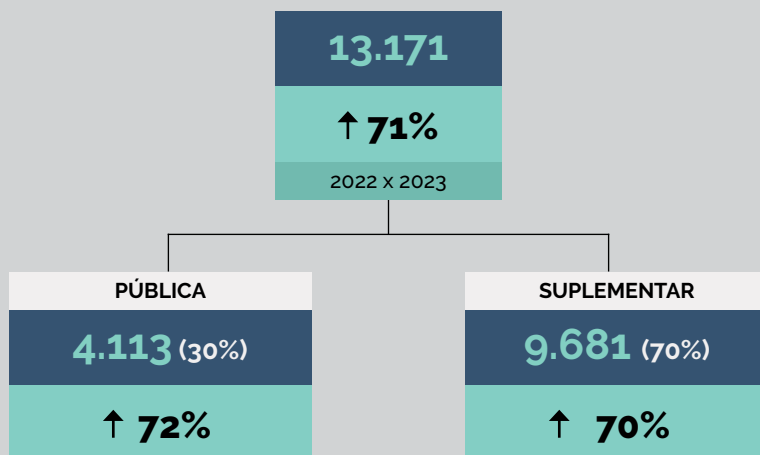 13.171
↑ 71%
2022 x 2023
PÚBLICA
4.113 (30%)
↑ 72%
SUPLEMENTAR
9.681 (70%)
↑ 70%